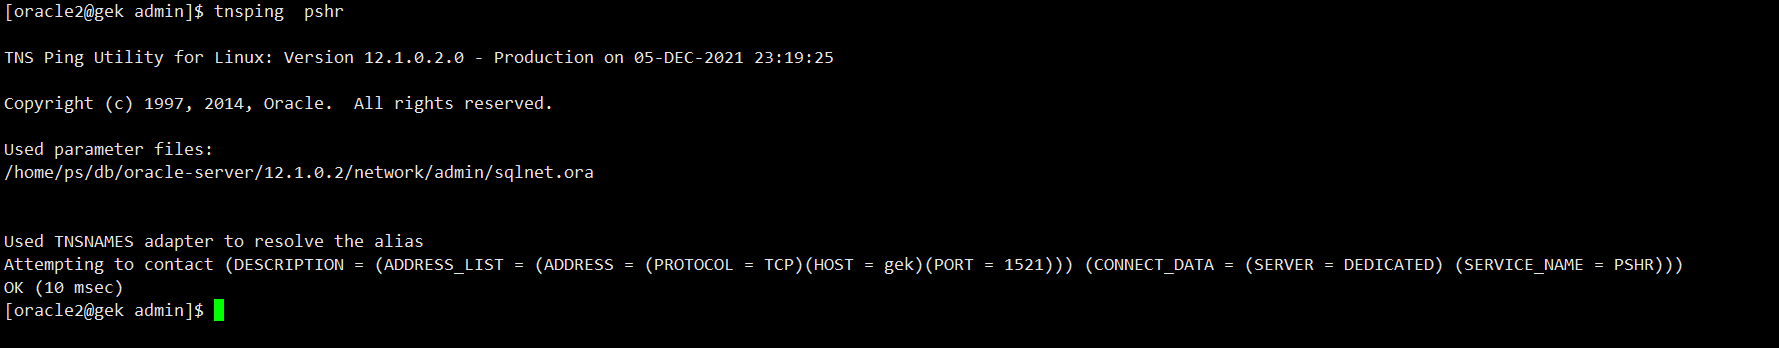 [oracle2@gek admin]$ tnsping  pshr
TNS Ping Utility for Linux: Version 12.1.0.2.0 - Production on 05-DEC-2021 23:19:25
Copyright (c) 1997, 2014, Oracle.  All rights reserved.
Used parameter files:
/home/ps/db/oracle-server/12.1.0.2/network/admin/sqlnet.ora
Used TNSNAMES adapter to resolve the alias
Attempting to contact (DESCRIPTION = (ADDRESS_LIST = (ADDRESS = (PROTOCOL = TCP)(HOST = gek)(PORT = 1521))) (CONNECT_DATA = (SERVER = DEDICATED) (SERVICE_NAME = PSHR)))
OK (10 msec)
[oracle2@gek admin]$